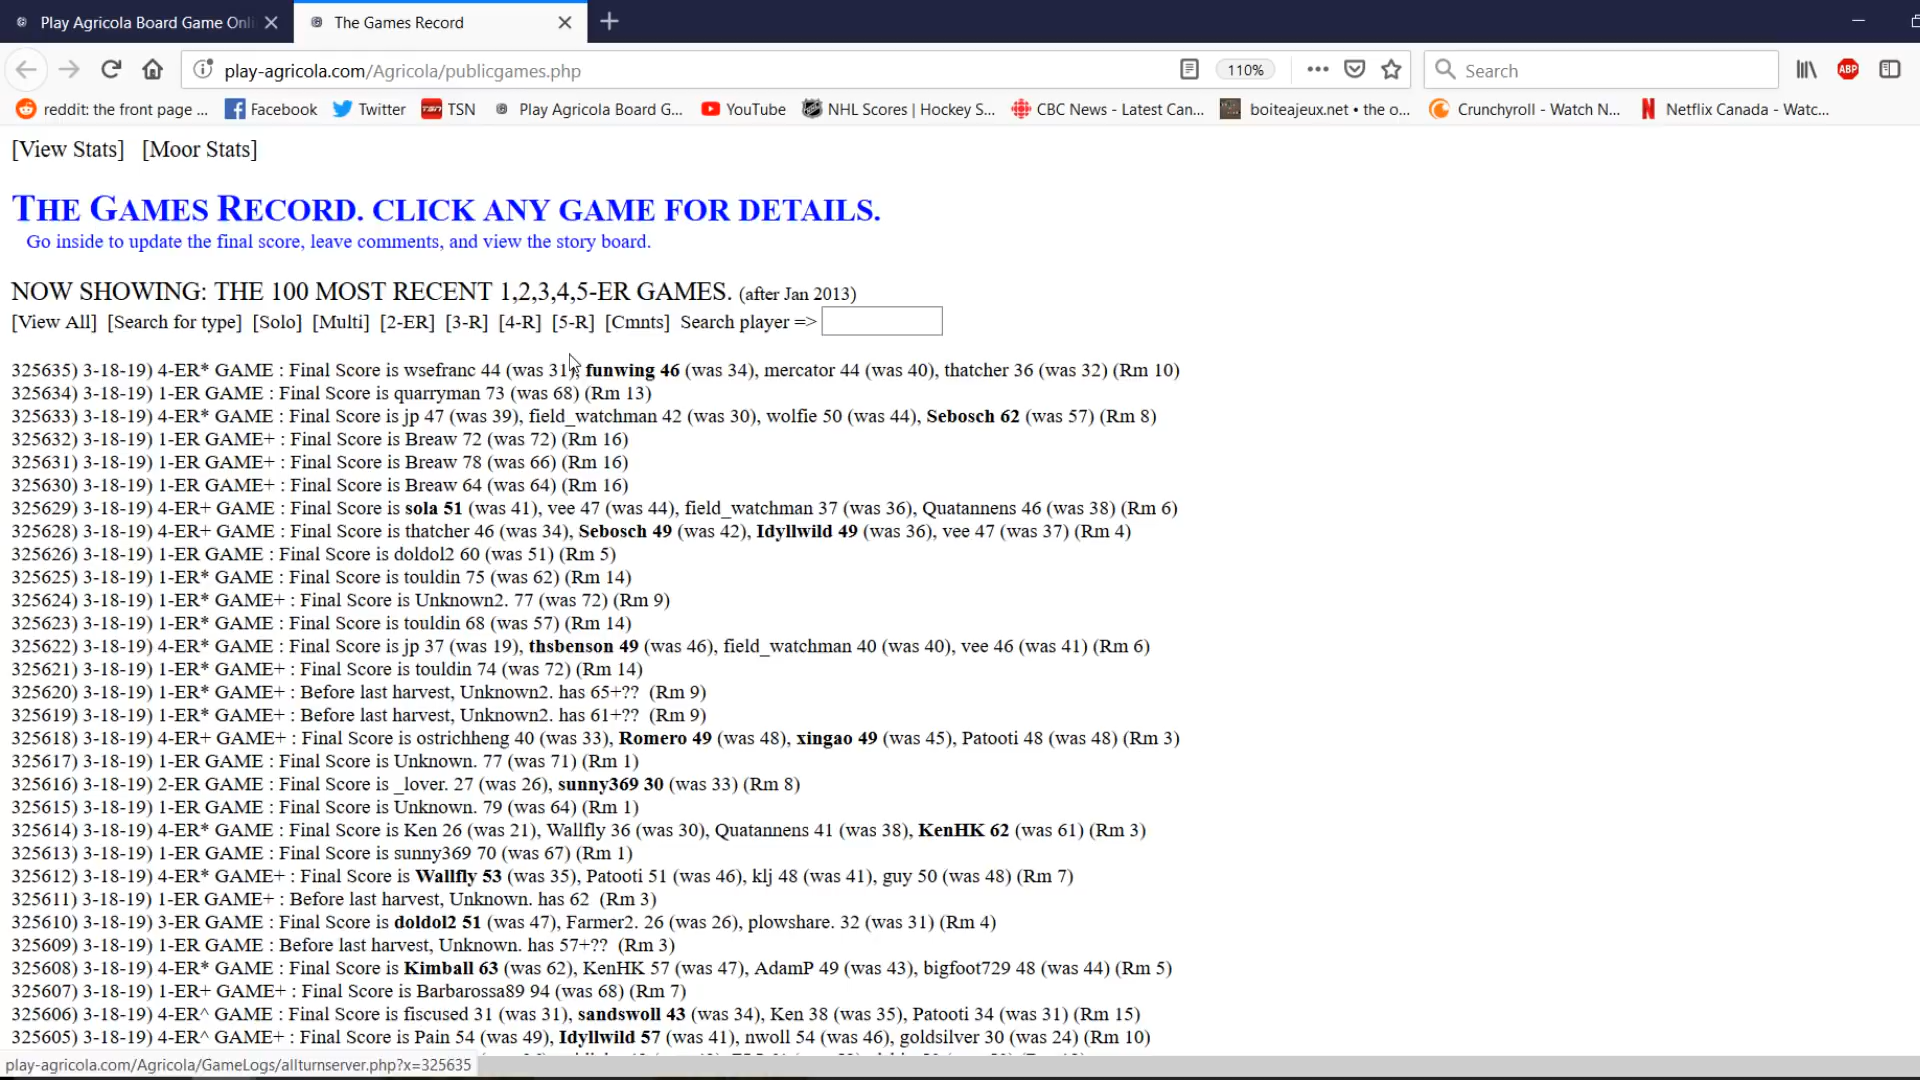 Play Agricola Board Game Onl
The Games Record
play-agricola.com/Agricola/publicgames.php
110%
Search
ABP
reddit: the front page ...
Facebook
Twitter
TSN
Play Agricola Board G...
YouTube
NHL Scores | Hockey S...
CBC News - Latest Can...
boiteajeux.net • the o...
Crunchyroll - Watch N...
Netflix Canada - Watc...
[View Stats] [Moor Stats]
THE GAMES RECORD. CLICK ANY GAME FOR DETAILS.
Go inside to update the final score, leave comments, and view the story board.
NOW SHOWING: THE 100 MOST RECENT 1,2,3,4,5-ER GAMES. (after Jan 2013)
[View All] [Search for type] [Solo] [Multi] [2-ER] [3-R] [4-R] [5-R] [Cmnts] Search player =>
325635) 3-18-19) 4-ER* GAME : Final Score is wsefranc 44 (was 31), funwing 46 (was 34), mercator 44 (was 40), thatcher 36 (was 32) (Rm 10)
325634) 3-18-19) 1-ER GAME : Final Score is quarryman 73 (was 68) (Rm 13)
325633) 3-18-19) 4-ER* GAME : Final Score is jp 47 (was 39), field_watchman 42 (was 30), wolfie 50 (was 44), Sebosch 62 (was 57) (Rm 8)
325632) 3-18-19) 1-ER GAME+ : Final Score is Breaw 72 (was 72) (Rm 16)
325631) 3-18-19) 1-ER GAME+ : Final Score is Breaw 78 (was 66) (Rm 16)
325630) 3-18-19) 1-ER GAME+ : Final Score is Breaw 64 (was 64) (Rm 16)
325629) 3-18-19) 4-ER+ GAME : Final Score is sola 51 (was 41), vee 47 (was 44), field_watchman 37 (was 36), Quatannens 46 (was 38) (Rm 6)
325628) 3-18-19) 4-ER+ GAME : Final Score is thatcher 46 (was 34), Sebosch 49 (was 42), Idyllwild 49 (was 36), vee 47 (was 37) (Rm 4)
325626) 3-18-19) 1-ER GAME : Final Score is doldol2 60 (was 51) (Rm 5)
325625) 3-18-19) 1-ER* GAME : Final Score is touldin 75 (was 62) (Rm 14)
325624) 3-18-19) 1-ER* GAME+ : Final Score is Unknown2. 77 (was 72) (Rm 9)
325623) 3-18-19) 1-ER* GAME : Final Score is touldin 68 (was 57) (Rm 14)
325622) 3-18-19) 4-ER* GAME : Final Score is jp 37 (was 19), thsbenson 49 (was 46), field_watchman 40 (was 40), vee 46 (was 41) (Rm 6)
325621) 3-18-19) 1-ER* GAME+ : Final Score is touldin 74 (was 72) (Rm 14)
325620) 3-18-19) 1-ER* GAME+ : Before last harvest, Unknown2. has 65+?? (Rm 9)
325619) 3-18-19) 1-ER* GAME+ : Before last harvest, Unknown2. has 61+?? (Rm 9)
325618) 3-18-19) 4-ER+ GAME+ : Final Score is ostrichheng 40 (was 33), Romero 49 (was 48), xingao 49 (was 45), Patooti 48 (was 48) (Rm 3)
325617) 3-18-19) 1-ER GAME : Final Score is Unknown. 77 (was 71) (Rm 1)
325616) 3-18-19) 2-ER GAME : Final Score is _lover. 27 (was 26), sunny369 30 (was 33) (Rm 8)
325615) 3-18-19) 1-ER GAME : Final Score is Unknown. 79 (was 64) (Rm 1)
325614) 3-18-19) 4-ER* GAME : Final Score is Ken 26 (was 21), Wallfly 36 (was 30), Quatannens 41 (was 38), KenHK 62 (was 61) (Rm 3)
325613) 3-18-19) 1-ER GAME : Final Score is sunny369 70 (was 67) (Rm 1)
325612) 3-18-19) 4-ER* GAME+ : Final Score is Wallfly 53 (was 35), Patooti 51 (was 46), klj 48 (was 41), guy 50 (was 48) (Rm 7)
325611) 3-18-19) 1-ER GAME+ : Before last harvest, Unknown. has 62 (Rm 3)
325610) 3-18-19) 3-ER GAME : Final Score is doldol2 51 (was 47), Farmer2. 26 (was 26), plowshare. 32 (was 31) (Rm 4)
325609) 3-18-19) 1-ER GAME : Before last harvest, Unknown. has 57+?? (Rm 3)
325608) 3-18-19) 4-ER* GAME : Final Score is Kimball 63 (was 62), KenHK 57 (was 47), AdamP 49 (was 43), bigfoot729 48 (was 44) (Rm 5)
325607) 3-18-19) 1-ER+ GAME+ : Final Score is Barbarossa89 94 (was 68) (Rm 7)
325606) 3-18-19) 4-ER^ GAME : Final Score is fiscused 31 (was 31), sandswoll 43 (was 34), Ken 38 (was 35), Patooti 34 (was 31) (Rm 15)
325605) 3-18-19) 4-ER^ GAME+ : Final Score is Pain 54 (was 49), Idyllwild 57 (was 41), nwoll 54 (was 46), goldsilver 30 (was 24) (Rm 10)
play-agricola.com/Agricola/GameLogs/allturnserver.php?x=325635